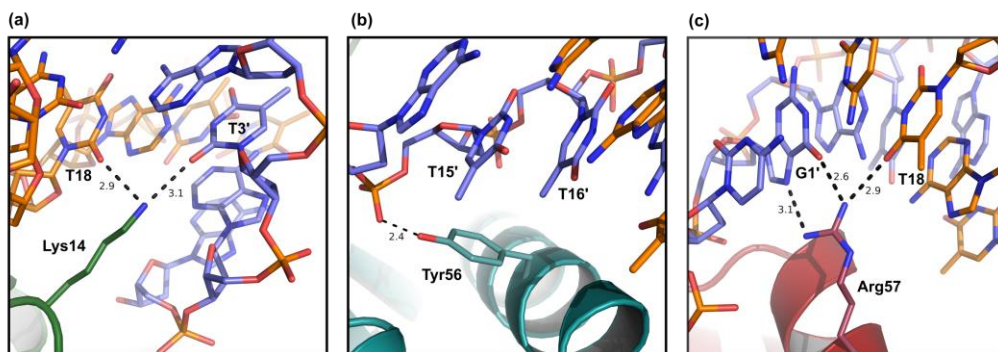 (a)
T3'
T18
2.9
3.1
Lys14
(b)
T15'
T16'
2.4
Tyr56
(c)
G1'
2.6
T18
2.9
3.1
Arg57